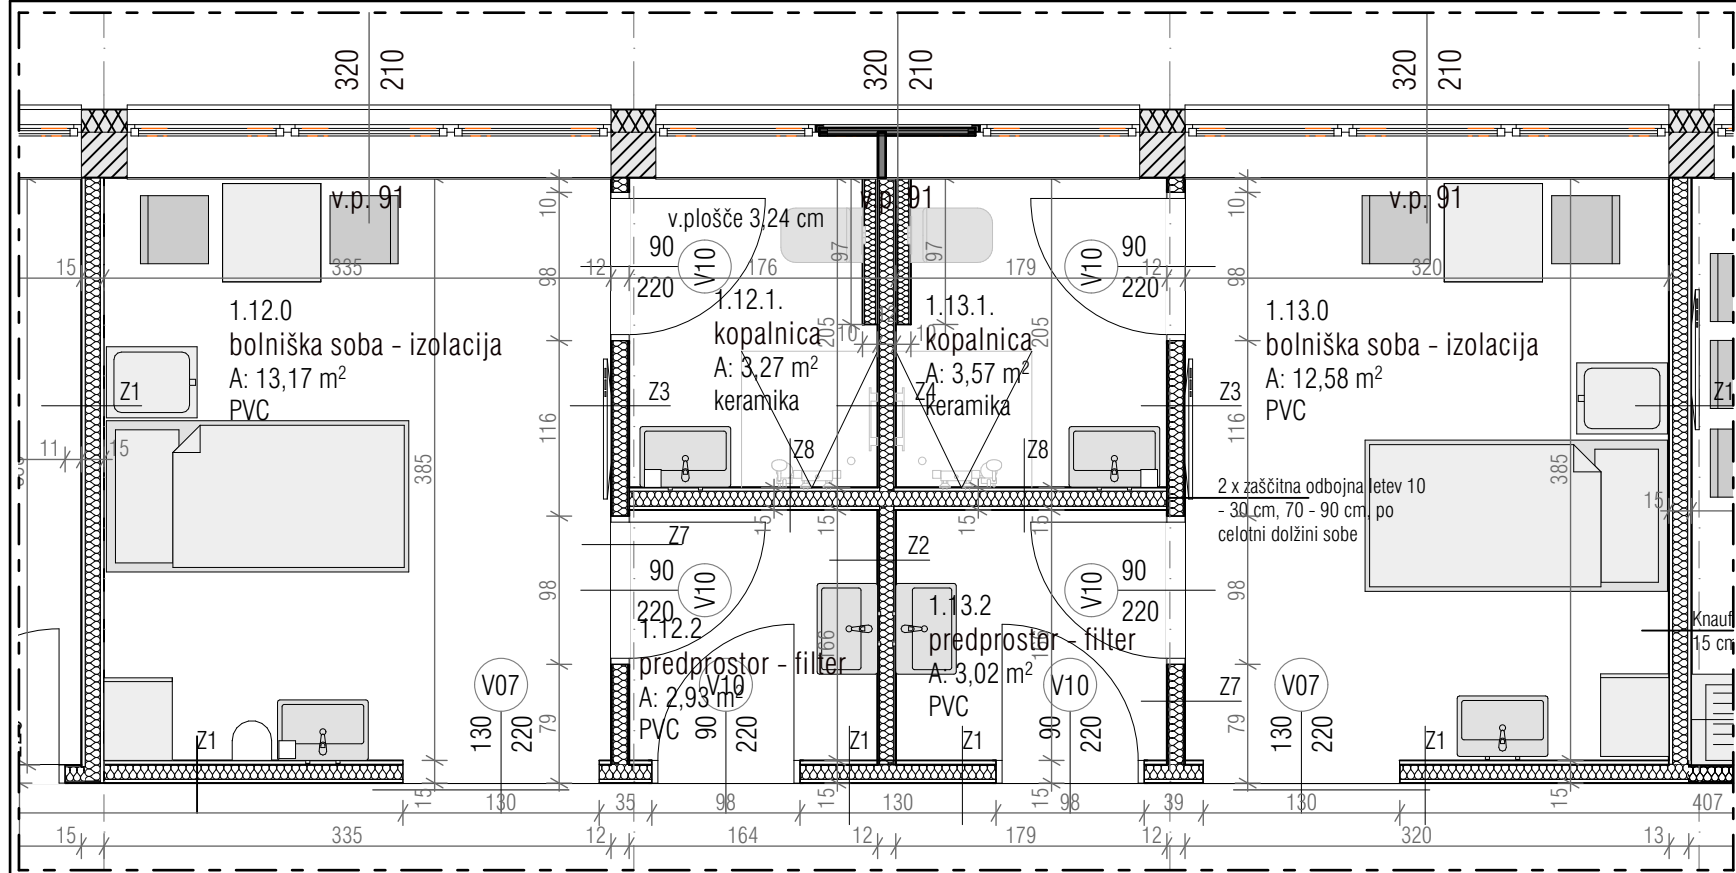 320 210
320 210
320 210
v.p. 91
v.p. 91
v.p. 91
v.plošče 3,24 cm
10
97
97
10
90
220
V10
V10
90
220
15
335
12
98
176
179
12
98
320
1.12.0
bolniška soba - izolacija
A: 13,17 m²
PVC
1.12.1.
kopalnica
A: 3,27 m²
keramika
205
10
1.13.1.
kopalnica
A: 3,57 m²
keramika
205
1.13.0
bolniška soba - izolacija
A: 12,58 m²
PVC
Z1
Z3
Z4
Z3
Z1
116
116
11
15
385
Z8
Z8
385
15
2 x zaščitna odbojna letev 10
- 30 cm, 70 - 90 cm, po
celotni dolžini sobe
15
15
15
15
Z7
Z2
90
220
V10
V10
90
220
98
98
1.12.2
predprostor - filter
A: 2,93 m²
PVC
166
1.13.2
predprostor - filter
A: 3,02 m²
PVC
Knauf
15 cm
V07
130
220
V10
90
220
V10
90
220
Z7
V07
130
220
79
79
Z1
Z1
Z1
Z1
15
15
15
15
130
35
98
130
98
39
130
407
15
335
12
164
12
179
12
320
13